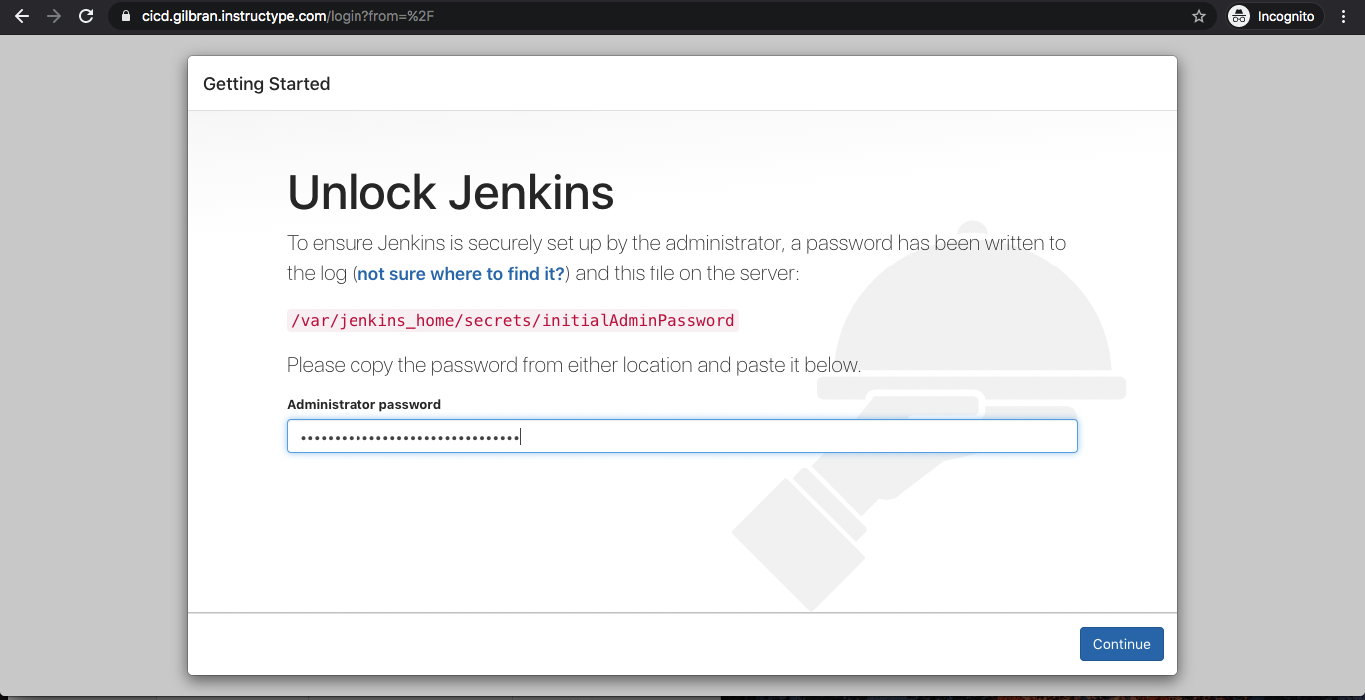 cicd.gilbran.instructype.com/login?from=%2F
Incognito
Getting Started
Unlock Jenkins
To ensure Jenkins is securely set up by the administrator, a password has been written to
the log (not sure where to find it?) and this file on the server:
/var/jenkins_home/secrets/initialAdminPassword
Please copy the password from either location and paste it below.
Administrator password
••••••••••••••••••••••••••••••••
Continue